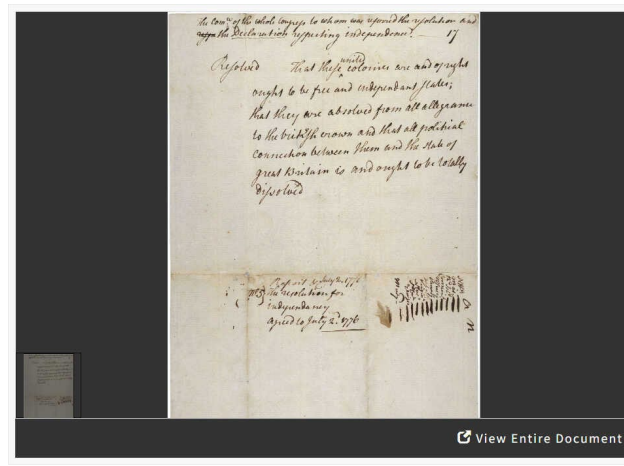 The Com.ee of the whole Congress to whom was referred the resolution and
the Declaration respecting independence. — 17
Resolved That these united colonies are and of right
ought to be free and independant states;
that they are absolved from all allegiance
to the british crown and that all political
connection between them and the state of
great Britain is and ought to be totally
dissolved
Report July 2. 1776
The resolution for
independancy
agreed to July 2.d 1776
View Entire Document